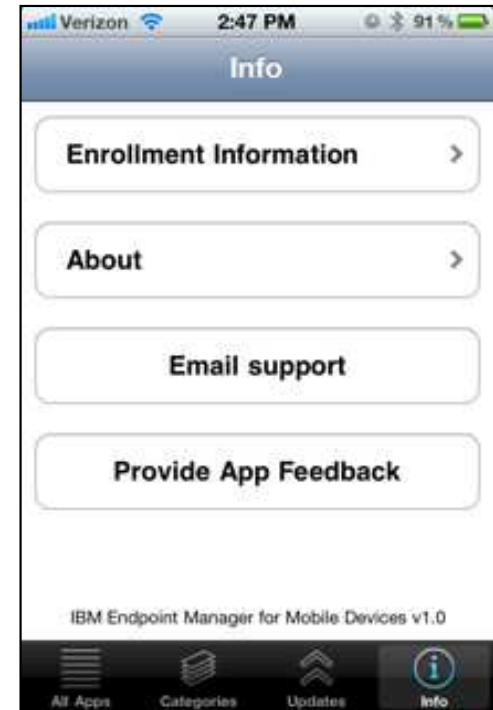 Verizon 2:47 PM 91 %
Info
Enrollment Information
About
Email support
Provide App Feedback
IBM Endpoint Manager for Mobile Devices v1.0
All Apps Categories Updates Info